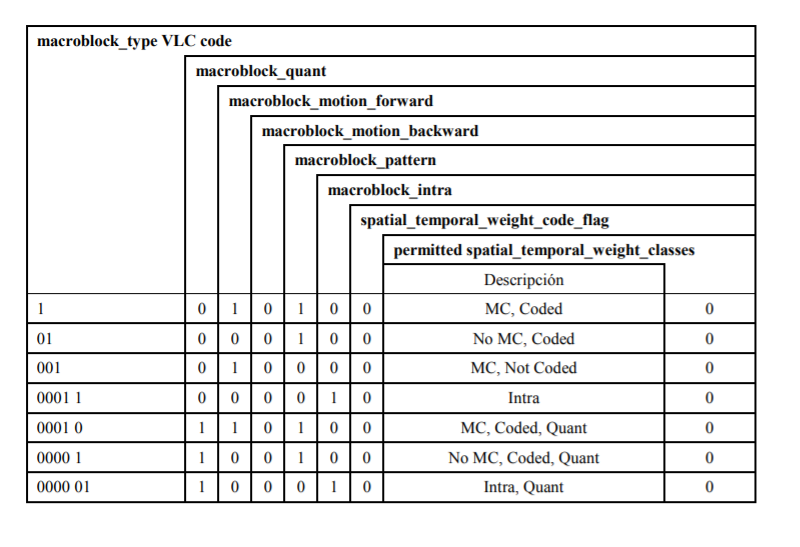 macroblock_type VLC code
macroblock_quant
macroblock_motion_forward
macroblock_motion_backward
macroblock_pattern
macroblock_intra
spatial_temporal_weight_code_flag
permitted spatial_temporal_weight_classes
Descripción
1 0 1 0 1 0 0 MC, Coded 0
01 0 0 0 1 0 0 No MC, Coded 0
001 0 1 0 0 0 0 MC, Not Coded 0
0001 1 0 0 0 0 1 0 Intra 0
0001 0 1 1 0 1 0 0 MC, Coded, Quant 0
0000 1 1 0 0 1 0 0 No MC, Coded, Quant 0
0000 01 1 0 0 0 1 0 Intra, Quant 0